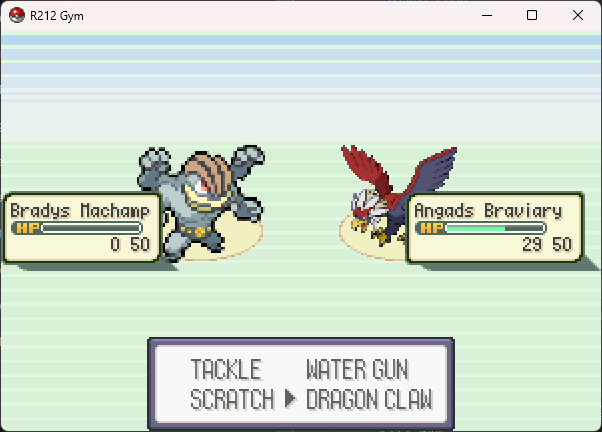 R212 Gym
Bradys Machamp
HP
0 50
Angads Braviary
HP
29 50
TACKLE WATER GUN
SCRATCH DRAGON CLAW